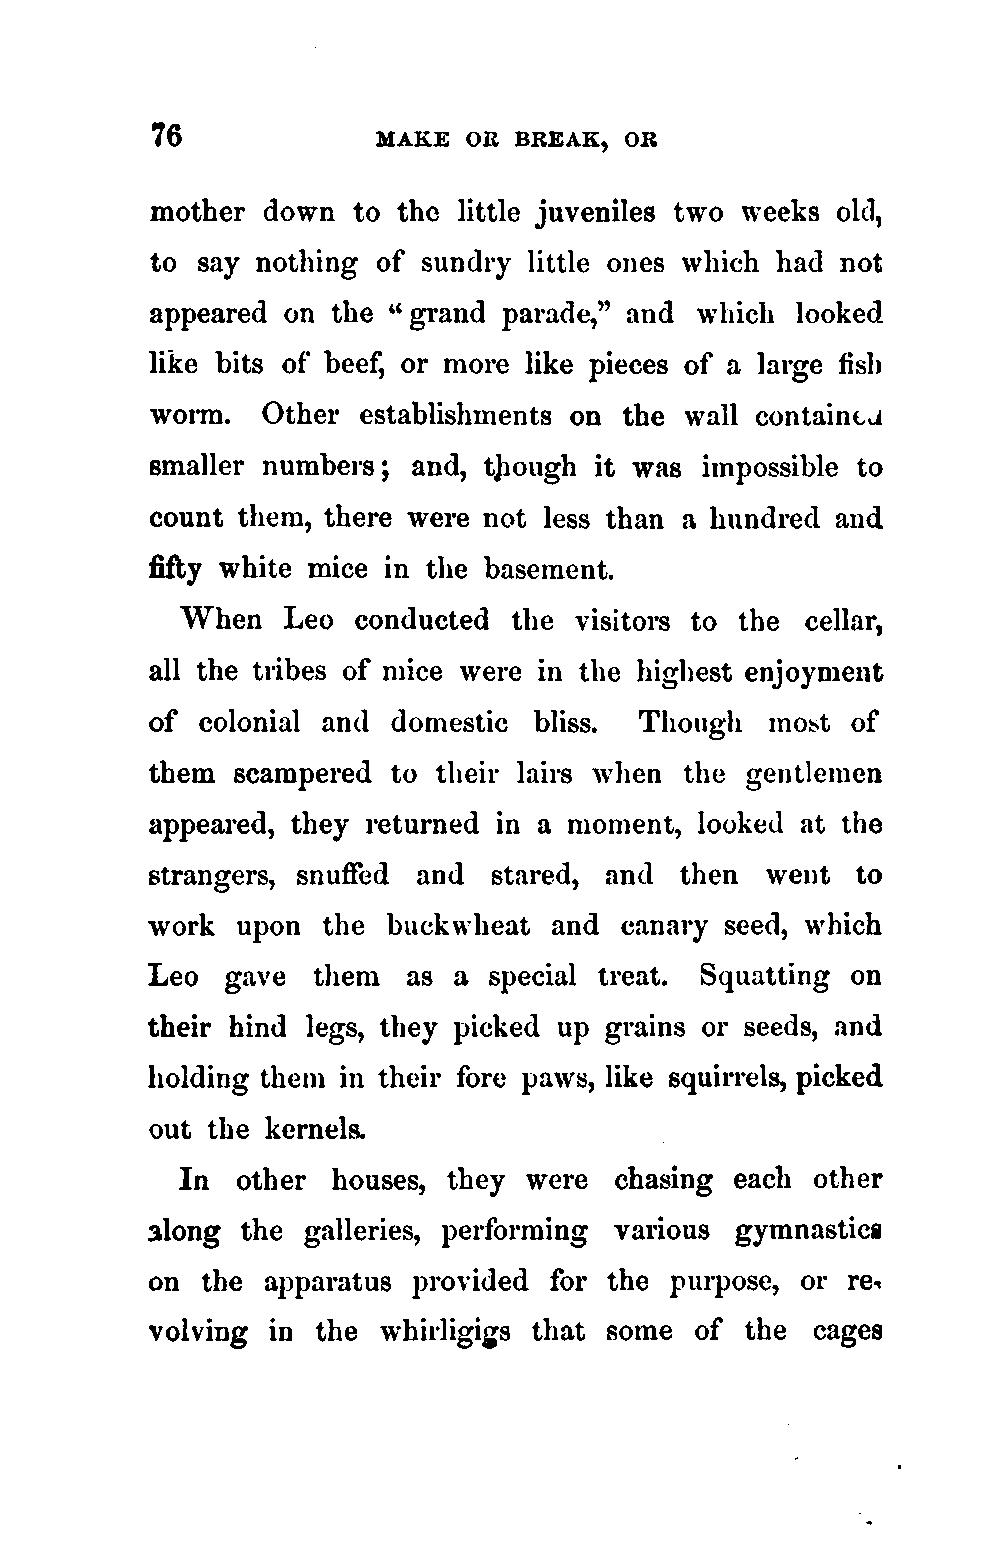 76 MAKE OR BREAK, OR
mother down to the little juveniles two weeks old,
to say nothing of sundry little ones which had not
appeared on the “grand parade,” and which looked
like bits of beef, or more like pieces of a large fish
worm. Other establishments on the wall contained
smaller numbers; and, though it was impossible to
count them, there were not less than a hundred and
fifty white mice in the basement.
When Leo conducted the visitors to the cellar,
all the tribes of mice were in the highest enjoyment
of colonial and domestic bliss. Though most of
them scampered to their lairs when the gentlemen
appeared, they returned in a moment, looked at the
strangers, snuffed and stared, and then went to
work upon the buckwheat and canary seed, which
Leo gave them as a special treat. Squatting on
their hind legs, they picked up grains or seeds, and
holding them in their fore paws, like squirrels, picked
out the kernels.
In other houses, they were chasing each other
along the galleries, performing various gymnastics
on the apparatus provided for the purpose, or re-
volving in the whirligigs that some of the cages